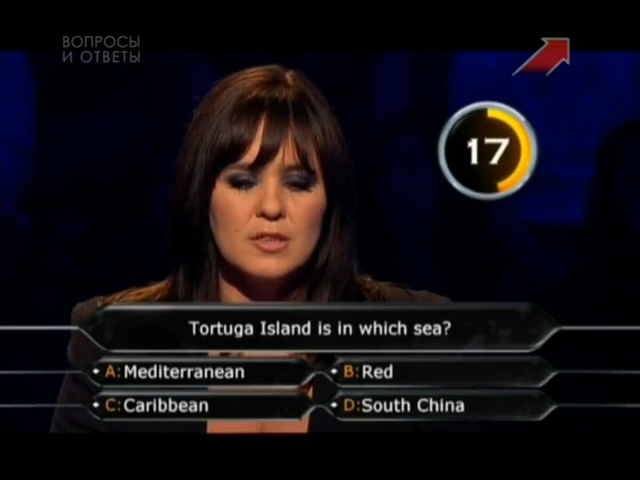 ВОПРОСЫ
И ОТВЕТЫ
17
Tortuga Island is in which sea?
A: Mediterranean
B: Red
C: Caribbean
D: South China